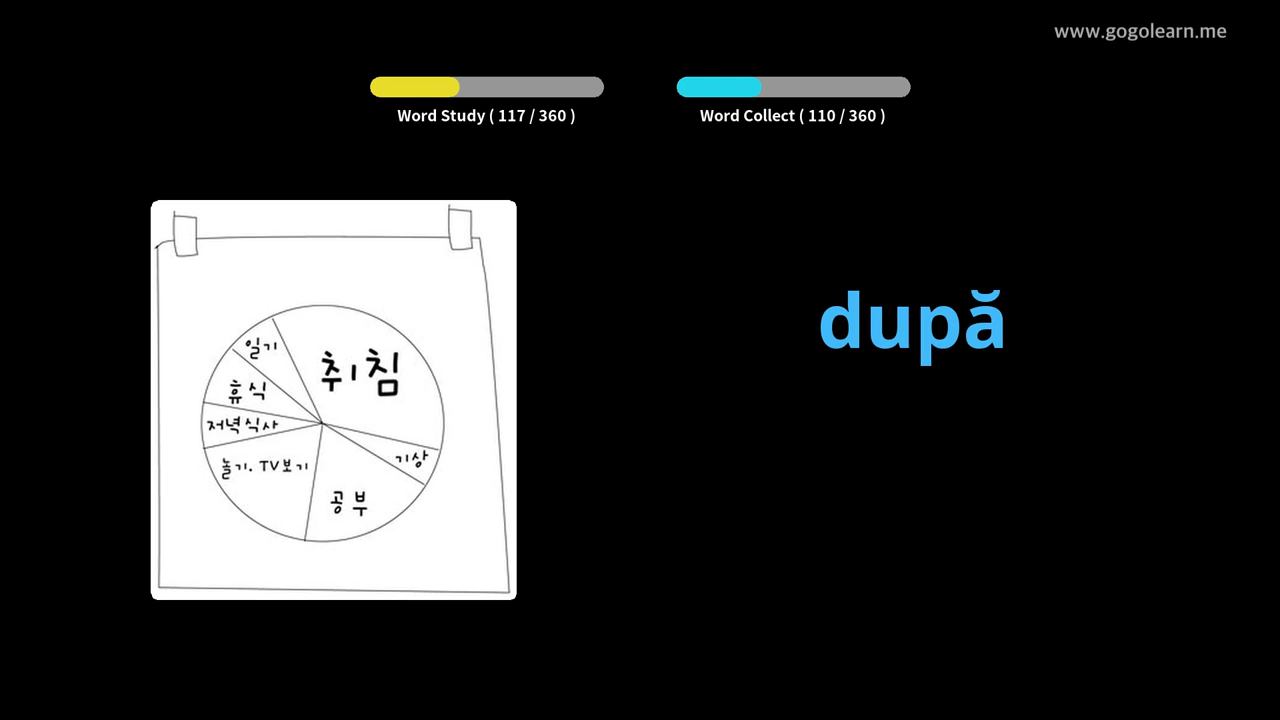 www.gogolearn.me
Word Study ( 117 / 360 )
Word Collect ( 110 / 360 )
일기
취침
휴식
저녁식사
놀기. TV보기
기상
공부
după